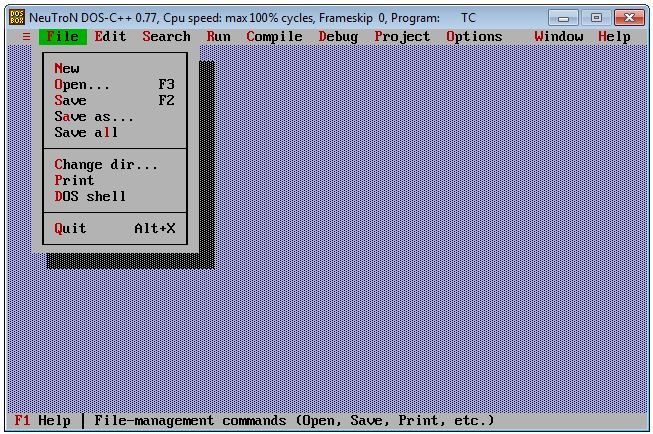 DOS BOX NeuTroN DOS-C++ 0.77, Cpu speed: max 100% cycles, Frameskip 0, Program: TC
≡ File Edit Search Run Compile Debug Project Options Window Help
New
Open... F3
Save F2
Save as...
Save all
Change dir...
Print
DOS shell
Quit Alt+X
F1 Help | File-management commands (Open, Save, Print, etc.)